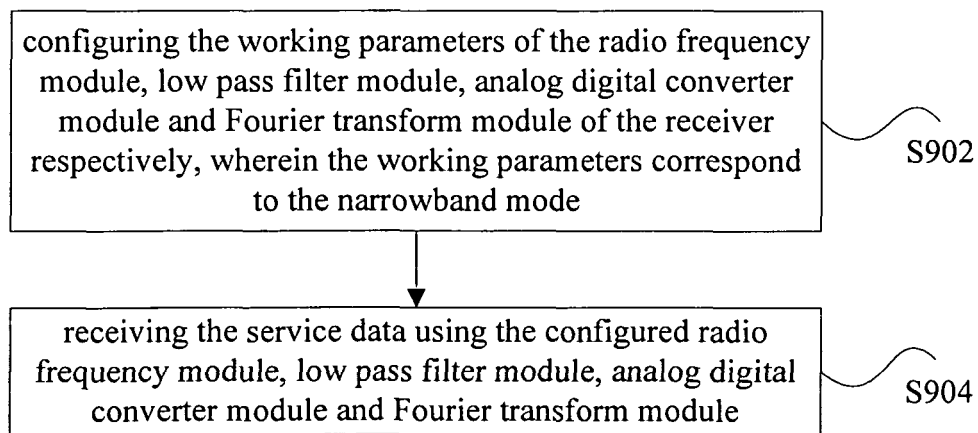 configuring the working parameters of the radio frequency
module, low pass filter module, analog digital converter
module and Fourier transform module of the receiver
respectively, wherein the working parameters correspond
to the narrowband mode
S902
receiving the service data using the configured radio
frequency module, low pass filter module, analog digital
converter module and Fourier transform module
S904